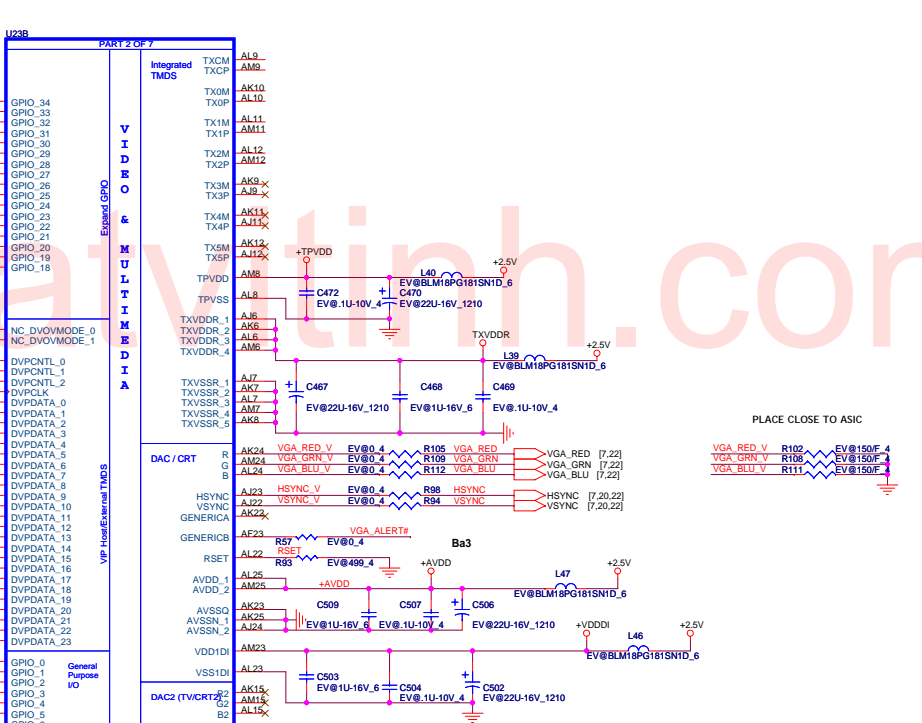 U23B
PART 2 OF 7
Integrated
TMDS
TXCM AL9
TXCP AM9
TX0M AK10
TX0P AL10
TX1M AL11
TX1P AM11
TX2M AL12
TX2P AM12
TX3M AK9
TX3P AJ9
TX4M AK11
TX4P AJ11
TX5M AK12
TX5P AJ12
TPVDD AM8
TPVSS AL8
TXVDDR_1 AJ6
TXVDDR_2 AK6
TXVDDR_3 AL6
TXVDDR_4 AM6
TXVSSR_1 AJ7
TXVSSR_2 AK7
TXVSSR_3 AL7
TXVSSR_4 AM7
TXVSSR_5 AK8
GPIO_34
GPIO_33
GPIO_32
GPIO_31
GPIO_30
GPIO_29
GPIO_28
GPIO_27
GPIO_26
GPIO_25
GPIO_24
GPIO_23
GPIO_22
GPIO_21
GPIO_20
GPIO_19
GPIO_18
Expand GPIO
VIDEO & MULTIMEDIA
NC_DVOVMODE_0
NC_DVOVMODE_1
DVPCNTL_0
DVPCNTL_1
DVPCNTL_2
DVPCLK
DVPDATA_0
DVPDATA_1
DVPDATA_2
DVPDATA_3
DVPDATA_4
DVPDATA_5
DVPDATA_6
DVPDATA_7
DVPDATA_8
DVPDATA_9
DVPDATA_10
DVPDATA_11
DVPDATA_12
DVPDATA_13
DVPDATA_14
DVPDATA_15
DVPDATA_16
DVPDATA_17
DVPDATA_18
DVPDATA_19
DVPDATA_20
DVPDATA_21
DVPDATA_22
DVPDATA_23
VIP Host/External TMDS
GPIO_0
GPIO_1
GPIO_2
GPIO_3
GPIO_4
GPIO_5
General
Purpose
I/O
+TPVDD
C472
EV@.1U-10V_4
C470
EV@22U-16V_1210
L40
EV@BLM18PG181SN1D_6
+2.5V
TXVDDR
L39
EV@BLM18PG181SN1D_6
+2.5V
C467
EV@22U-16V_1210
C468
EV@1U-16V_6
C469
EV@.1U-10V_4
DAC / CRT
R AK24 VGA_RED_V EV@0_4 R105 VGA_RED VGA_RED [7,22]
G AM24 VGA_GRN_V EV@0_4 R109 VGA_GRN VGA_GRN [7,22]
B AL24 VGA_BLU_V EV@0_4 R112 VGA_BLU VGA_BLU [7,22]
HSYNC AJ23 HSYNC_V EV@0_4 R98 HSYNC HSYNC [7,20,22]
VSYNC AJ22 VSYNC_V EV@0_4 R94 VSYNC VSYNC [7,20,22]
GENERICA AK22
GENERICB AF23 R57 EV@0_4 VGA_ALERT#
RSET AL22 RSET R93 EV@499_4
PLACE CLOSE TO ASIC
VGA_RED_V R102 EV@150/F_4
VGA_GRN_V R108 EV@150/F_4
VGA_BLU_V R111 EV@150/F_4
Ba3
AVDD_1 AL25
AVDD_2 AM25
+AVDD
+AVDD
L47
EV@BLM18PG181SN1D_6
+2.5V
AVSSQ AK23
AVSSN_1 AK25
AVSSN_2 AJ24
C509
EV@1U-16V_6
C507
EV@.1U-10V_4
C506
EV@22U-16V_1210
VDD1DI AM23
VSS1DI AL23
+VDDDI
L46
EV@BLM18PG181SN1D_6
+2.5V
C503
EV@1U-16V_6
C504
EV@.1U-10V_4
C502
EV@22U-16V_1210
DAC2 (TV/CRT2)
R2 AK15
G2 AM15
B2 AL15
atvitinh.com